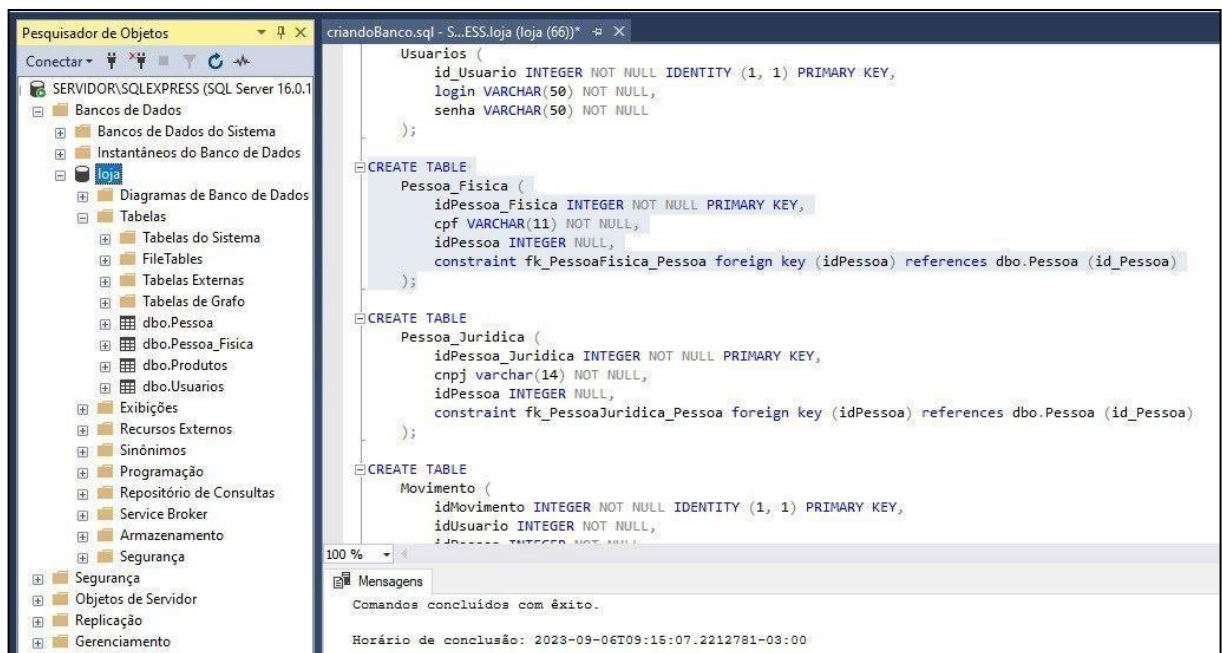 Pesquisador de Objetos
Conectar
SERVIDOR\SQLEXPRESS (SQL Server 16.0.1
Bancos de Dados
Bancos de Dados do Sistema
Instantâneos do Banco de Dados
loja
Diagramas de Banco de Dados
Tabelas
Tabelas do Sistema
FileTables
Tabelas Externas
Tabelas de Grafo
dbo.Pessoa
dbo.Pessoa_Fisica
dbo.Produtos
dbo.Usuarios
Exibições
Recursos Externos
Sinônimos
Programação
Repositório de Consultas
Service Broker
Armazenamento
Segurança
Segurança
Objetos de Servidor
Replicação
Gerenciamento
criandoBanco.sql - S...ESS.loja (loja (66))*
Usuarios (
id_Usuario INTEGER NOT NULL IDENTITY (1, 1) PRIMARY KEY,
login VARCHAR(50) NOT NULL,
senha VARCHAR(50) NOT NULL
);
CREATE TABLE
Pessoa_Fisica (
idPessoa_Fisica INTEGER NOT NULL PRIMARY KEY,
cpf VARCHAR(11) NOT NULL,
idPessoa INTEGER NULL,
constraint fk_PessoaFisica_Pessoa foreign key (idPessoa) references dbo.Pessoa (id_Pessoa)
);
CREATE TABLE
Pessoa_Juridica (
idPessoa_Juridica INTEGER NOT NULL PRIMARY KEY,
cnpj varchar(14) NOT NULL,
idPessoa INTEGER NULL,
constraint fk_PessoaJuridica_Pessoa foreign key (idPessoa) references dbo.Pessoa (id_Pessoa)
);
CREATE TABLE
Movimento (
idMovimento INTEGER NOT NULL IDENTITY (1, 1) PRIMARY KEY,
idUsuario INTEGER NOT NULL,
idPessoa INTEGER NOT NULL,
100 %
Mensagens
Comandos concluídos com êxito.
Horário de conclusão: 2023-09-06T09:15:07.2212781-03:00